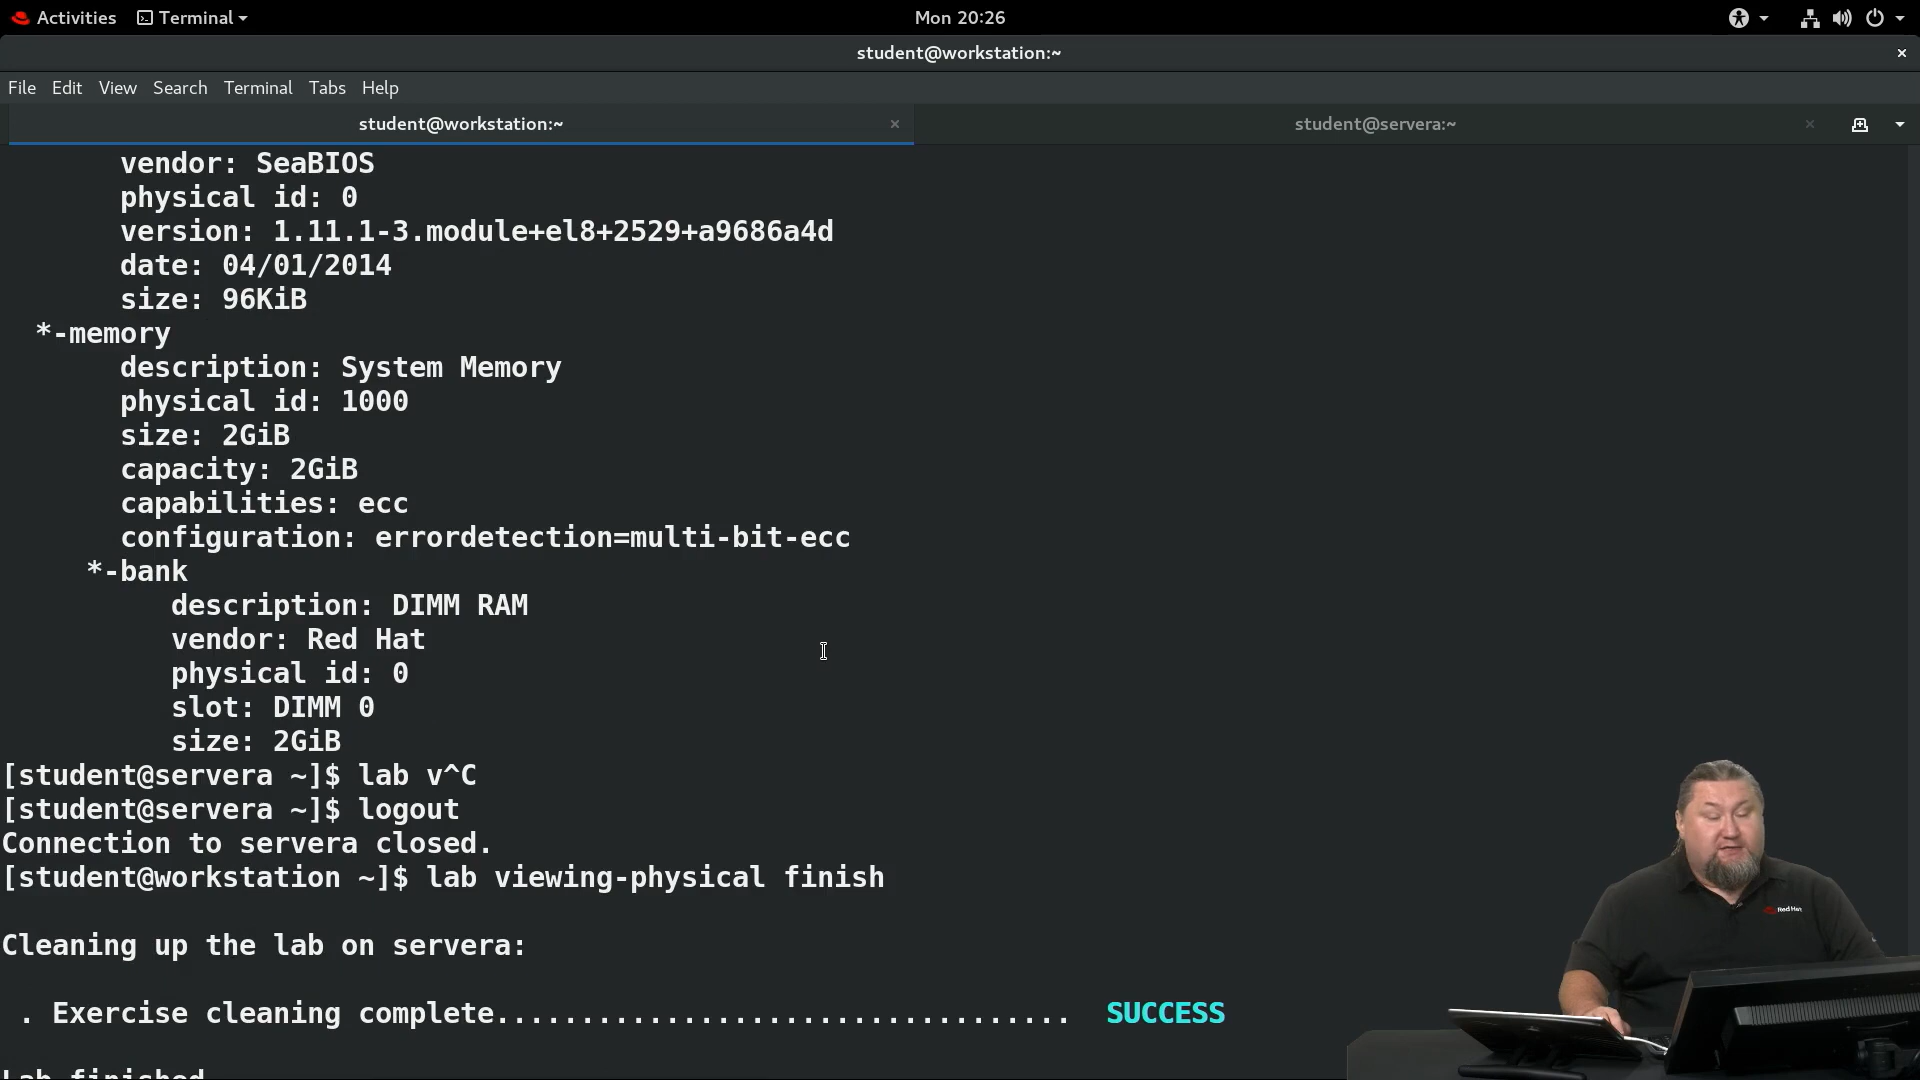 Activities Terminal Mon 20:26
student@workstation:~
File Edit View Search Terminal Tabs Help
student@workstation:~ student@servera:~
vendor: SeaBIOS
physical id: 0
version: 1.11.1-3.module+el8+2529+a9686a4d
date: 04/01/2014
size: 96KiB
*-memory
description: System Memory
physical id: 1000
size: 2GiB
capacity: 2GiB
capabilities: ecc
configuration: errordetection=multi-bit-ecc
*-bank
description: DIMM RAM
vendor: Red Hat
physical id: 0
slot: DIMM 0
size: 2GiB
[student@servera ~]$ lab v^C
[student@servera ~]$ logout
Connection to servera closed.
[student@workstation ~]$ lab viewing-physical finish
Cleaning up the lab on servera:
. Exercise cleaning complete.................................. SUCCESS
Lab finished.
Red Hat